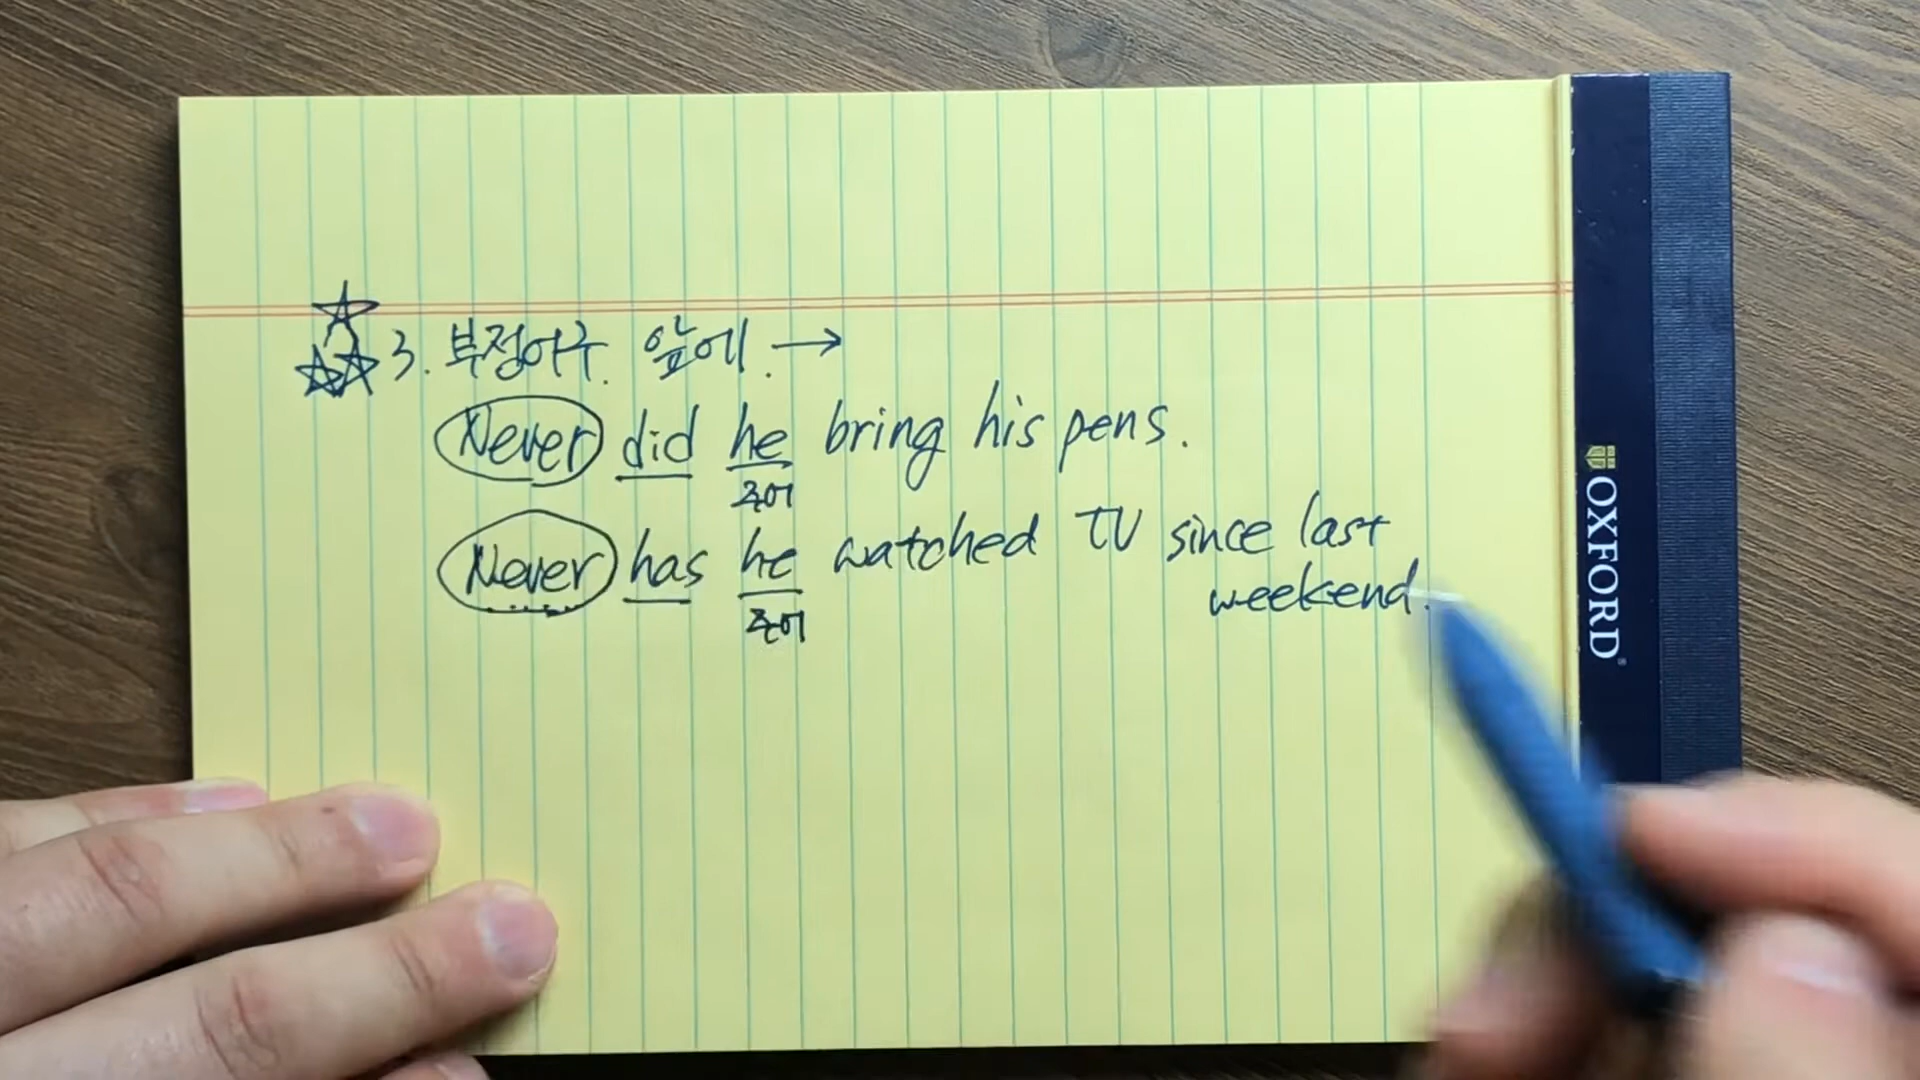 3. 부정어구 앞에. →
Never did he bring his pens.
주어
Never has he watched TV since last
weekend.
주어
OXFORD